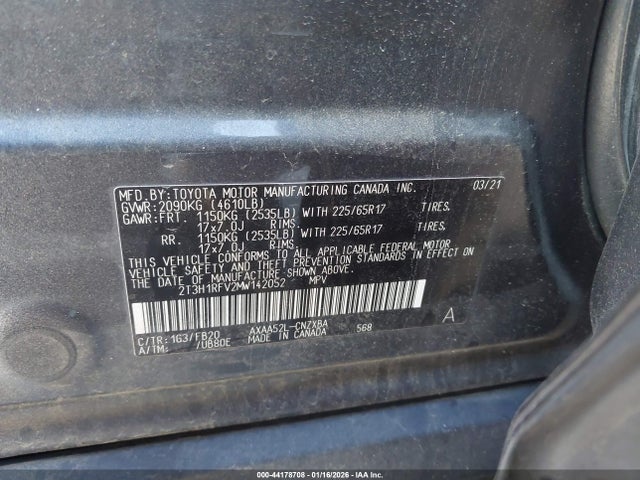 MFD.BY:TOYOTA MOTOR MANUFACTURING CANADA INC. 03/21
GVWR:2090KG (4610LB)
GAWR:FRT. 1150KG (2535LB) WITH 225/65R17 TIRES.
17x7.0J RIMS
RR. 1150KG (2535LB) WITH 225/65R17 TIRES.
17x7.0J RIMS
THIS VEHICLE CONFORMS TO ALL APPLICABLE FEDERAL MOTOR
VEHICLE SAFETY AND THEFT PREVENTION STANDARDS IN EFFECT ON
THE DATE OF MANUFACTURE SHOWN ABOVE.
2T3H1RFV2MW142052 MPV
C/TR:1G3/FB20 AXAA52L-CNZXBA 568 A
A/TM: /UB80E MADE IN CANADA
000-44178708 - 01/16/2026 - IAA Auctions